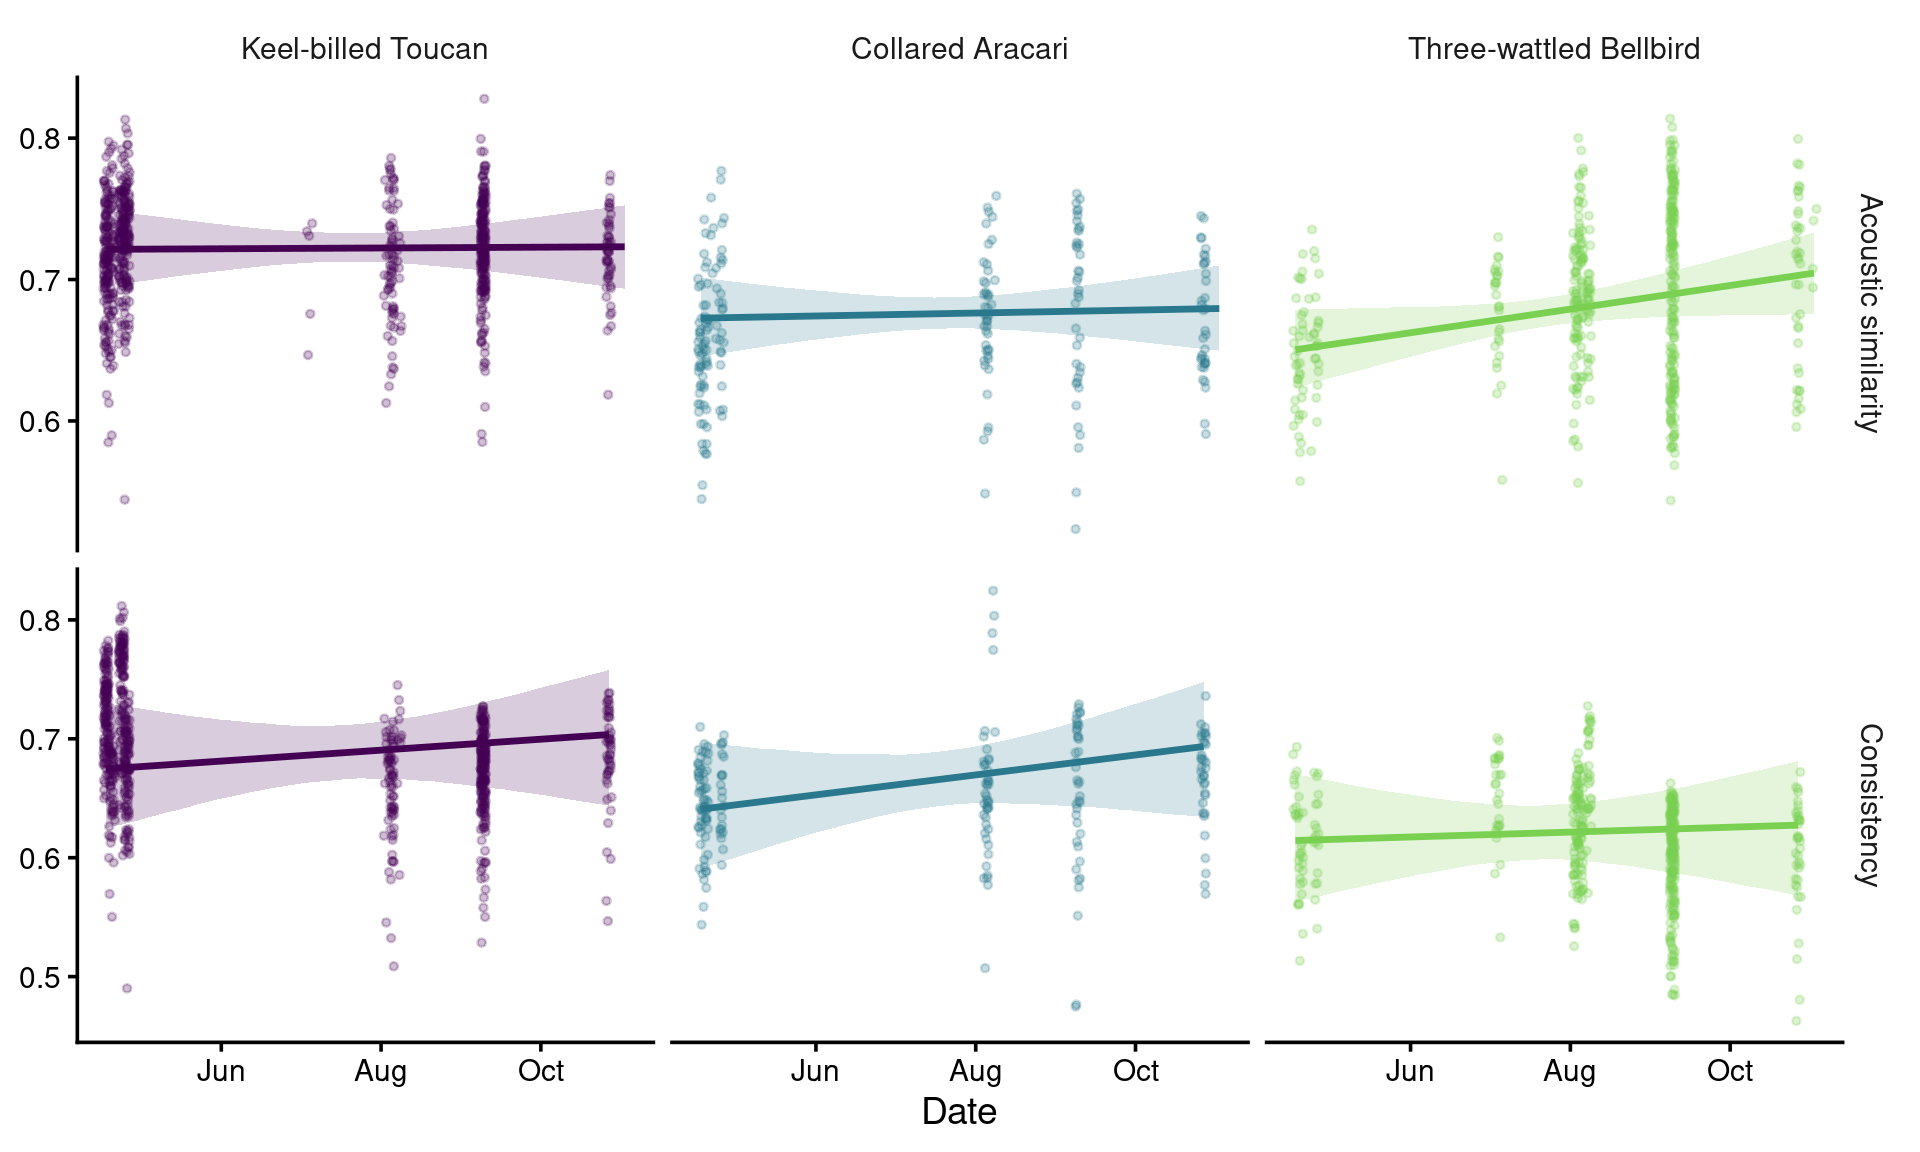 Keel-billed Toucan
Collared Aracari
Three-wattled Bellbird
0.8
0.7
0.6
Acoustic similarity
0.8
0.7
0.6
0.5
Consistency
Jun
Aug
Oct
Jun
Aug
Oct
Jun
Aug
Oct
Date